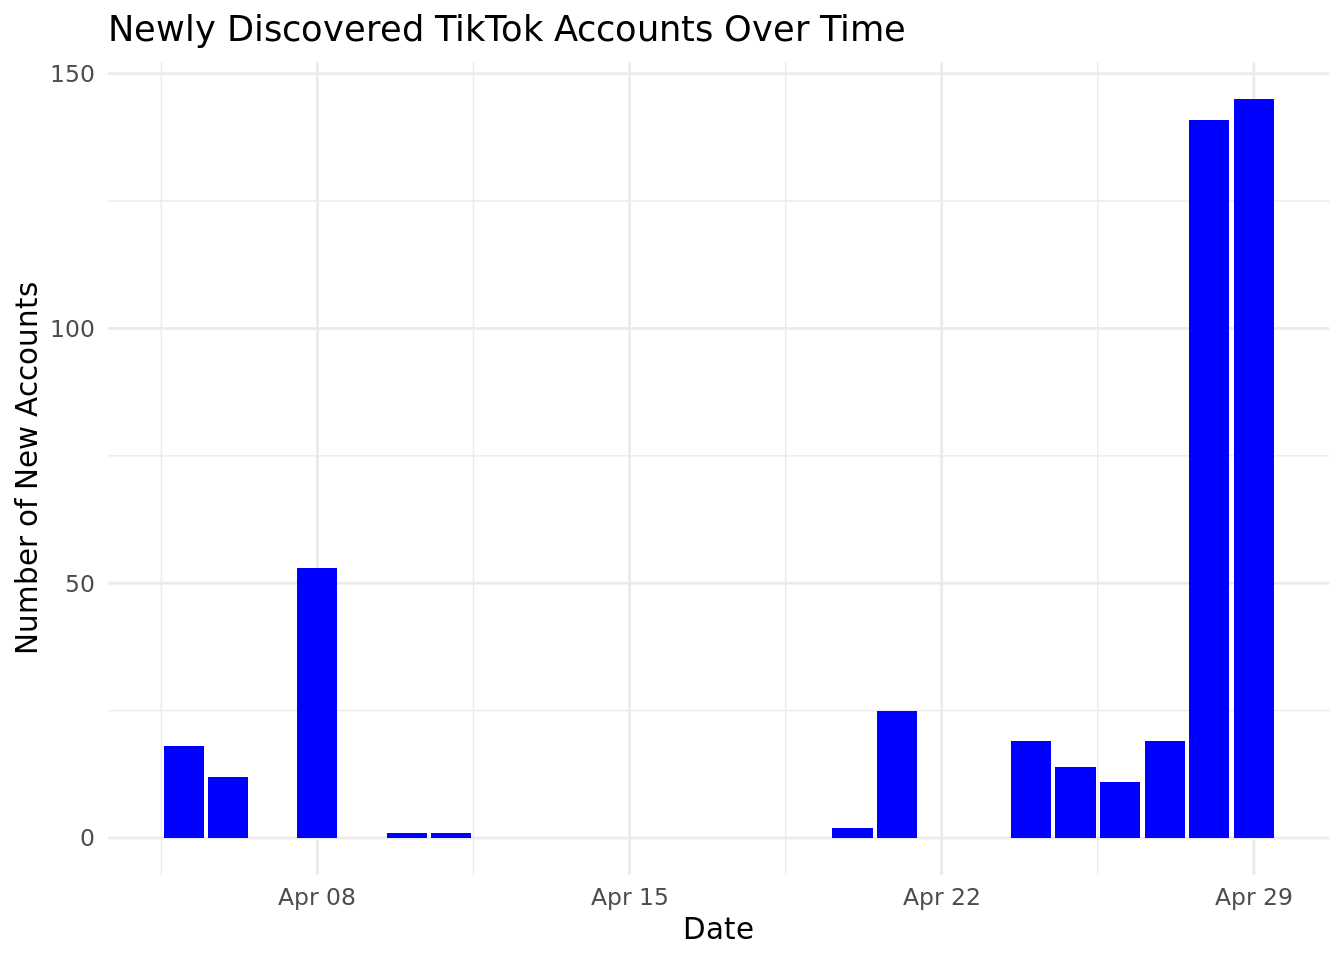 Newly Discovered TikTok Accounts Over Time
150
100
50
0
Number of New Accounts
Apr 08
Apr 15
Apr 22
Apr 29
Date